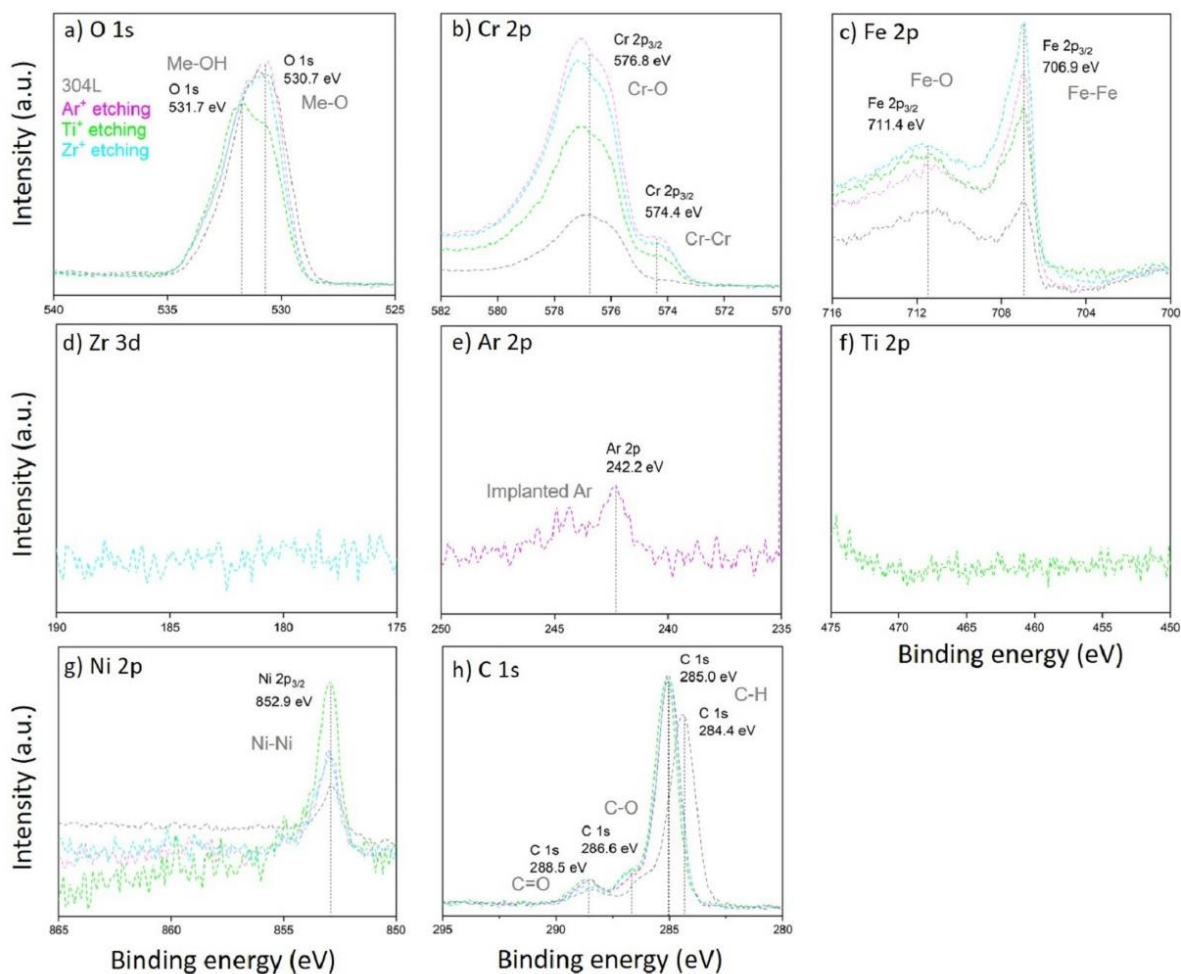 a) O 1s
Me-OH
O 1s
531.7 eV
O 1s
530.7 eV
Me-O
304L
Ar+ etching
Ti+ etching
Zr+ etching
Intensity (a.u.)
540
535
530
525
b) Cr 2p
Cr 2p3/2
576.8 eV
Cr-O
Cr 2p3/2
574.4 eV
Cr-Cr
582
580
578
576
574
572
570
c) Fe 2p
Fe-O
Fe 2p3/2
711.4 eV
Fe 2p3/2
706.9 eV
Fe-Fe
716
712
708
704
700
d) Zr 3d
Intensity (a.u.)
190
185
180
175
e) Ar 2p
Implanted Ar
Ar 2p
242.2 eV
250
245
240
235
f) Ti 2p
475
470
465
460
455
450
Binding energy (eV)
g) Ni 2p
Ni 2p3/2
852.9 eV
Ni-Ni
Intensity (a.u.)
865
860
855
850
Binding energy (eV)
h) C 1s
C 1s
285.0 eV
C-H
C 1s
284.4 eV
C-O
C 1s
286.6 eV
C 1s
288.5 eV
C=O
295
290
285
280
Binding energy (eV)